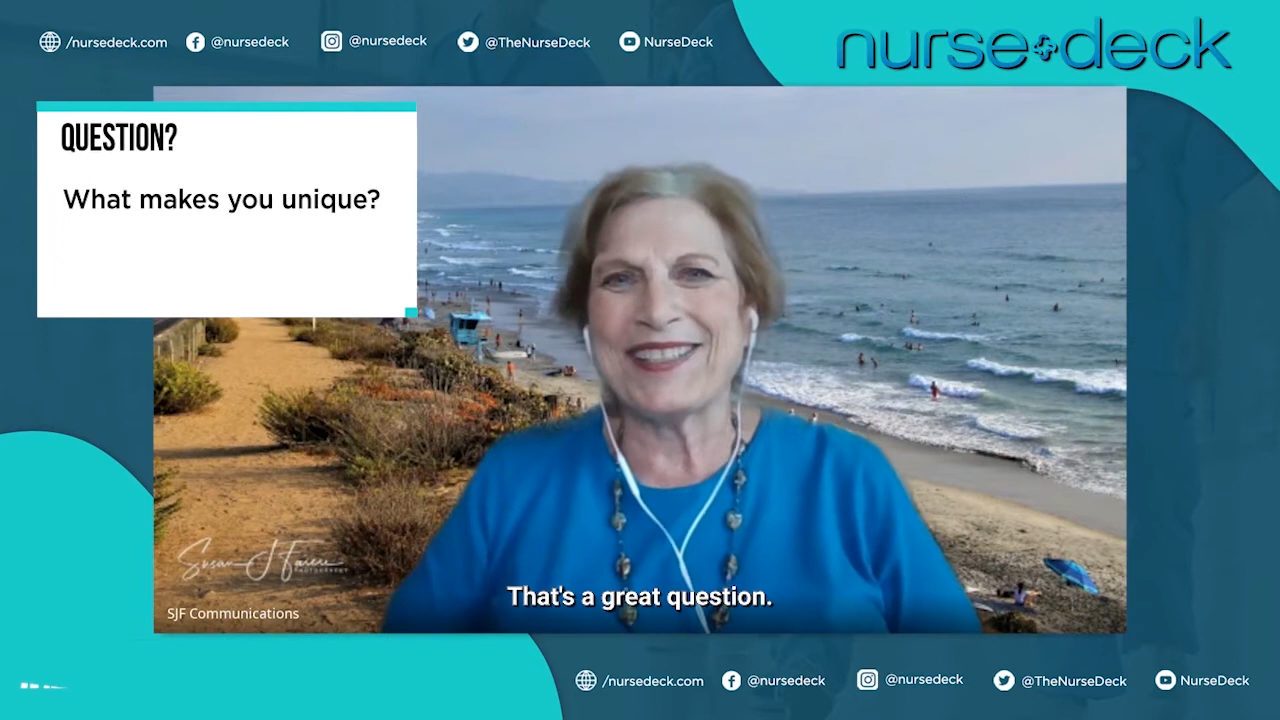 /nursedeck.com @nursedeck @nursedeck @TheNurseDeck NurseDeck
nurse deck
QUESTION?
What makes you unique?
PHOTOGRAPHY
That's a great question.
SJF Communications
/nursedeck.com @nursedeck @nursedeck @TheNurseDeck NurseDeck